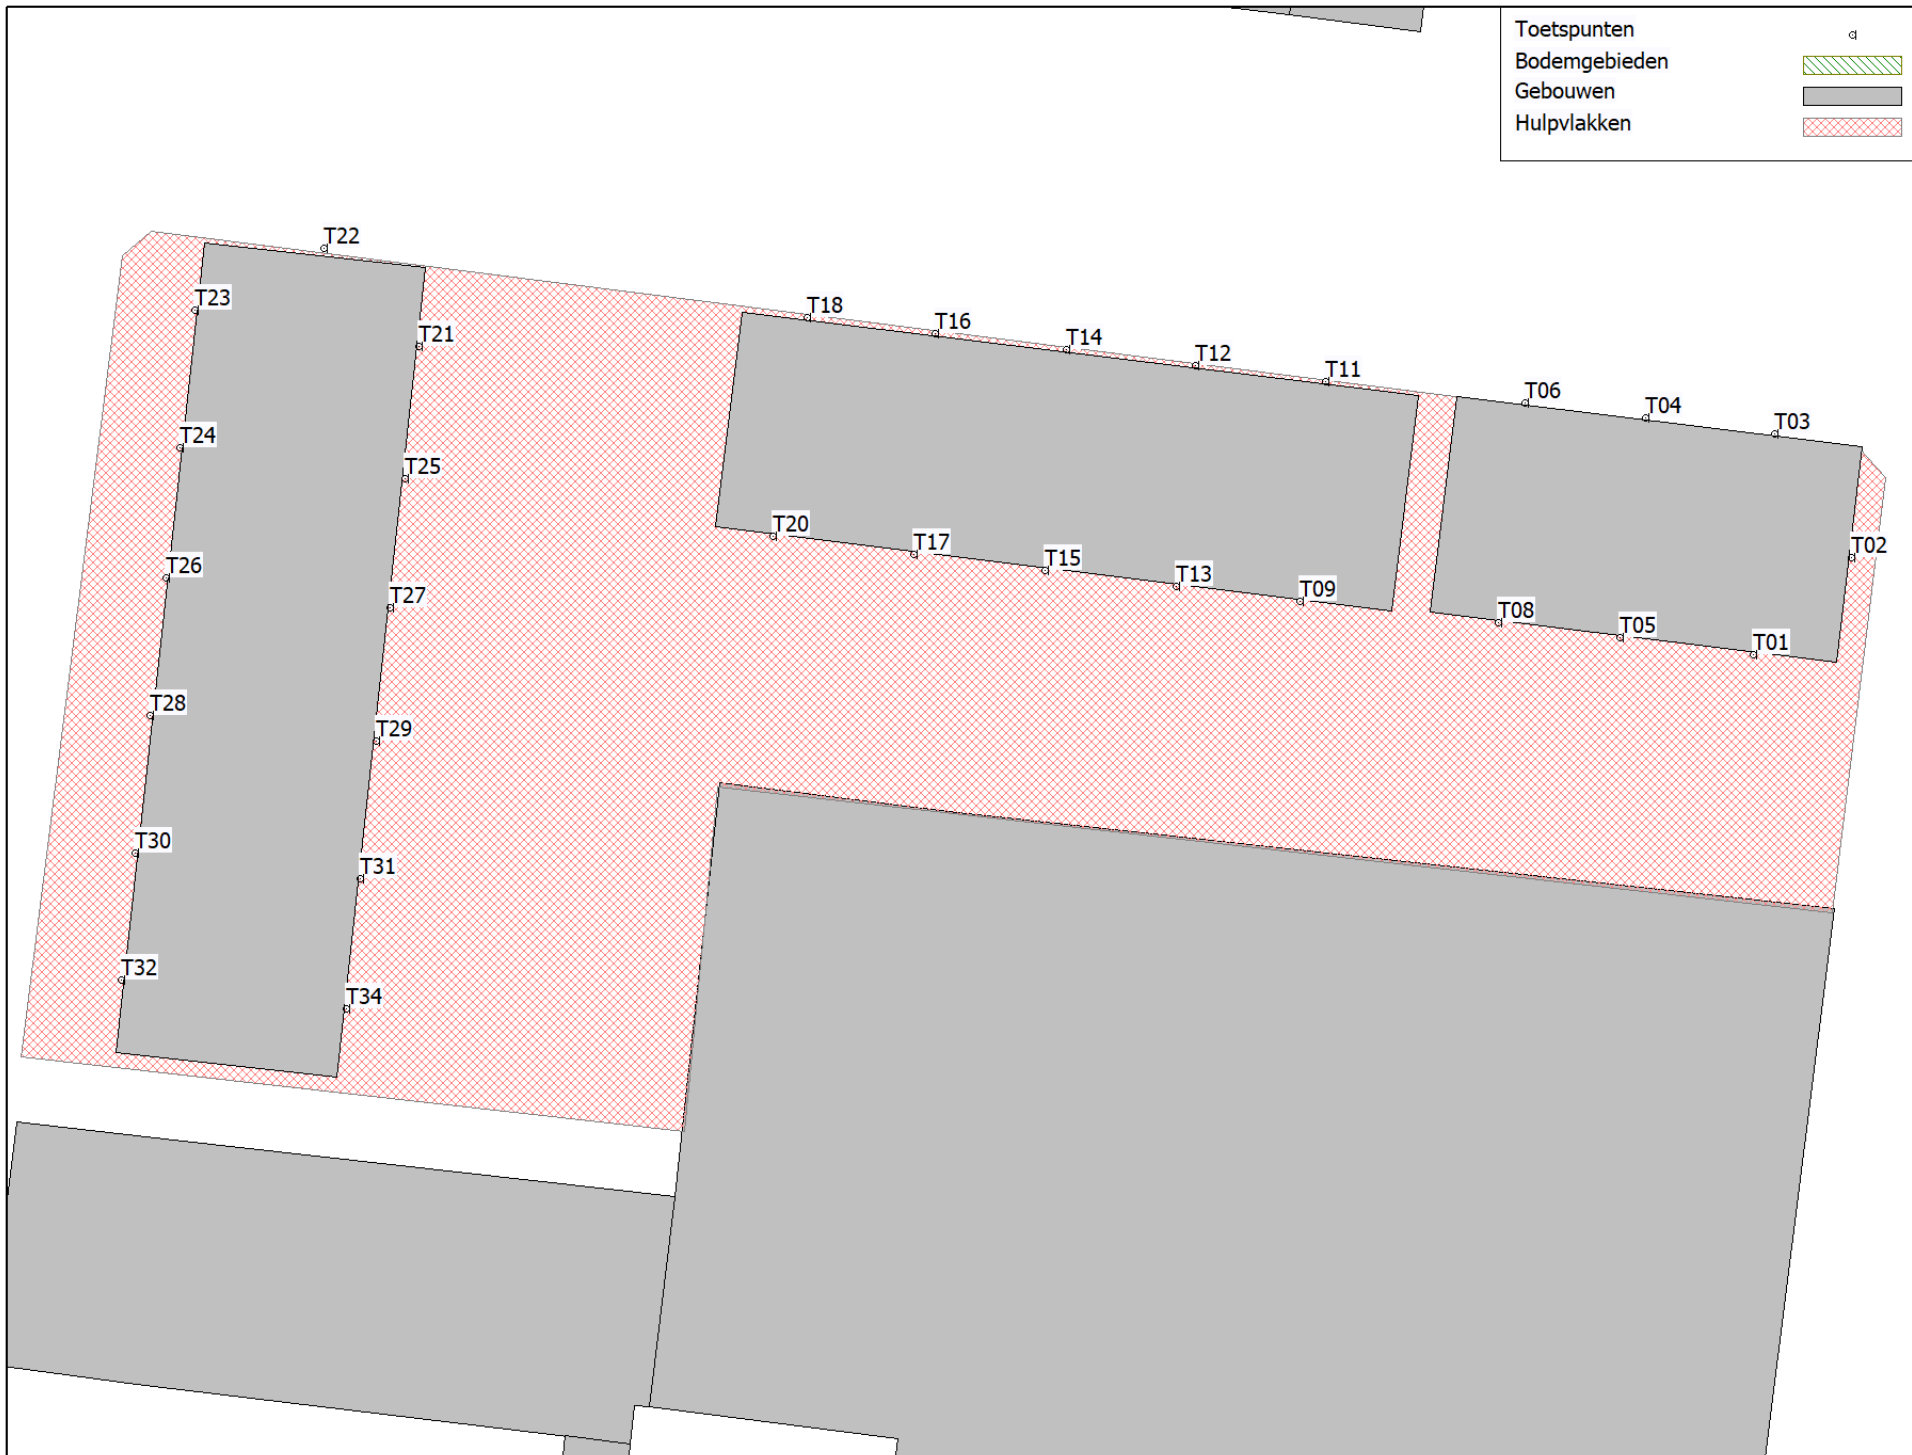 Toetspunten
Bodemgebieden
Gebouwen
Hulpvlakken
T22
T23
T18
T21
T16
T14
T12
T11
T06
T04
T03
T24
T25
T20
T17
T02
T15
T26
T13
T09
T27
T08
T05
T01
T28
T29
T30
T31
T32
T34